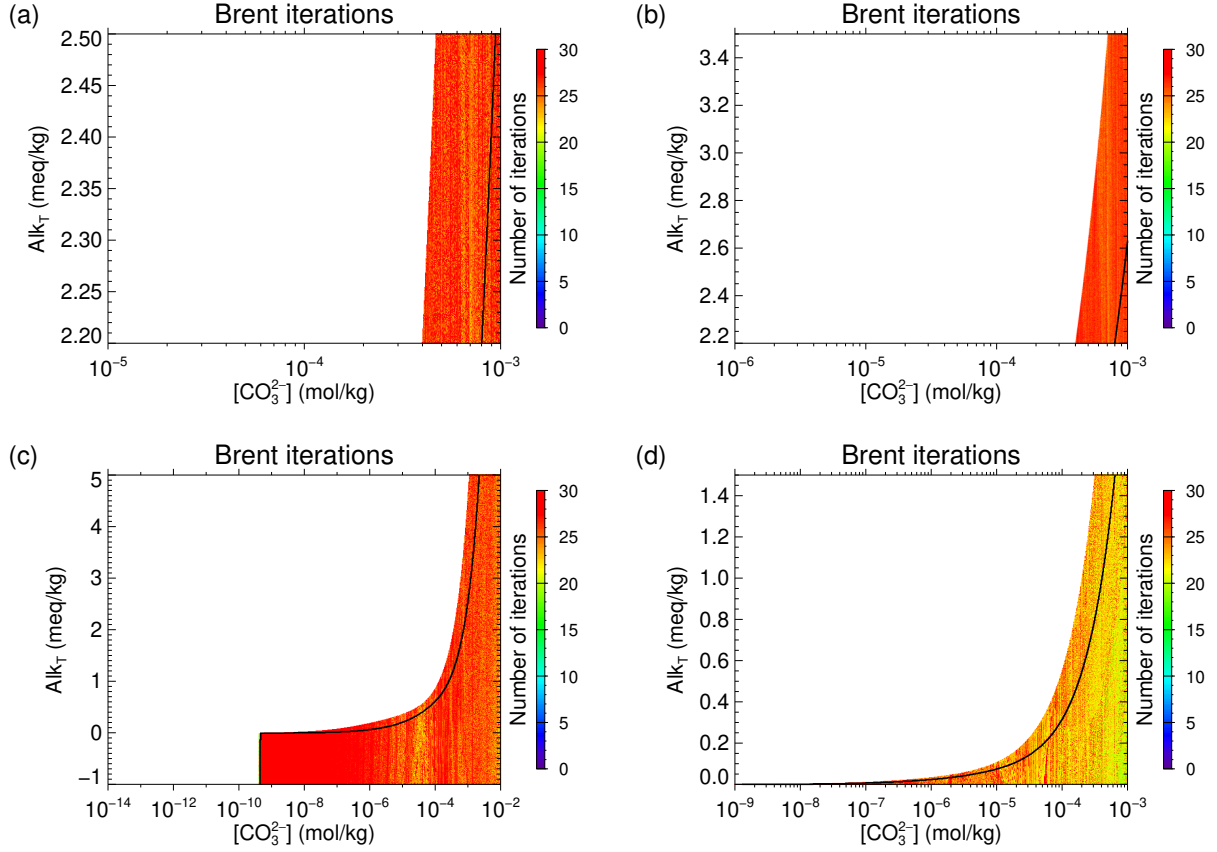 (a)
Brent iterations
2.50
2.45
2.40
2.35
2.30
2.25
2.20
Alk_T (meq/kg)
10^-5 10^-4 10^-3
[CO_3^2−] (mol/kg)
30
25
20
15
10
5
0
Number of iterations
(b)
Brent iterations
3.4
3.2
3.0
2.8
2.6
2.4
2.2
Alk_T (meq/kg)
10^-6 10^-5 10^-4 10^-3
[CO_3^2−] (mol/kg)
30
25
20
15
10
5
0
Number of iterations
(c)
Brent iterations
5
4
3
2
1
0
−1
Alk_T (meq/kg)
10^-14 10^-12 10^-10 10^-8 10^-6 10^-4 10^-2
[CO_3^2−] (mol/kg)
30
25
20
15
10
5
0
Number of iterations
(d)
Brent iterations
1.4
1.2
1.0
0.8
0.6
0.4
0.2
0.0
Alk_T (meq/kg)
10^-9 10^-8 10^-7 10^-6 10^-5 10^-4 10^-3
[CO_3^2−] (mol/kg)
30
25
20
15
10
5
0
Number of iterations